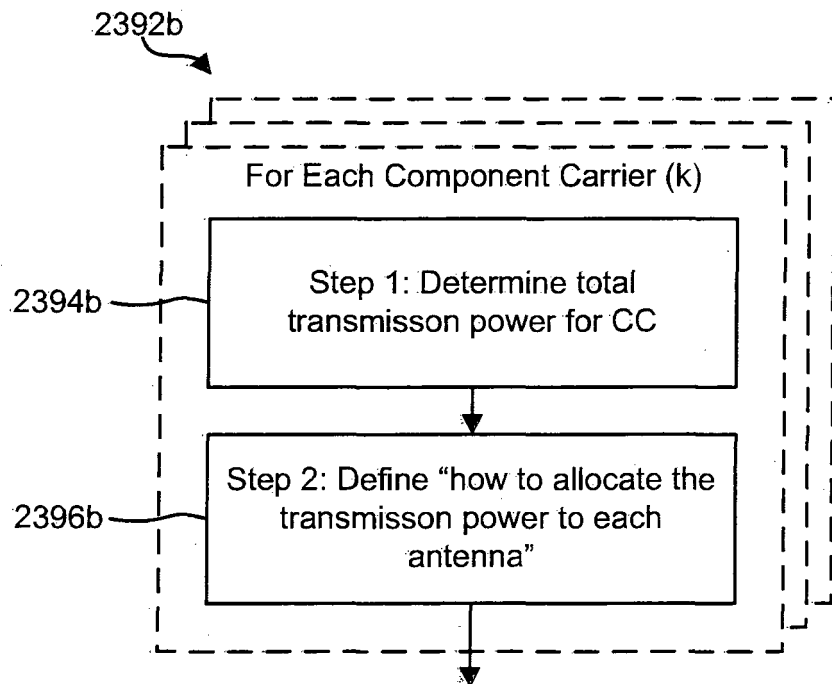 2392b
For Each Component Carrier (k)
2394b
Step 1: Determine total
transmisson power for CC
2396b
Step 2: Define “how to allocate the
transmisson power to each
antenna”